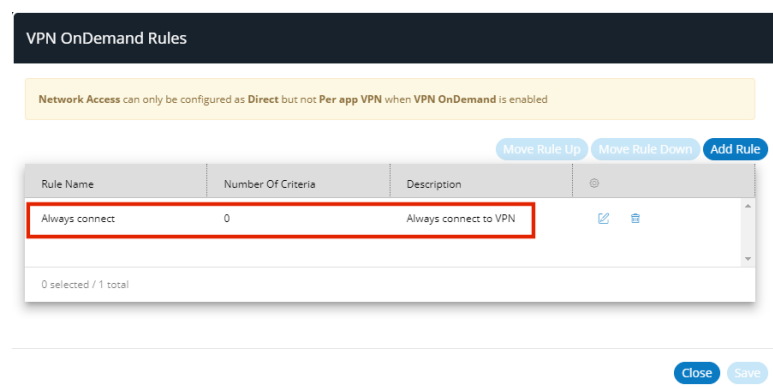 VPN OnDemand Rules
Network Access can only be configured as Direct but not Per app VPN when VPN OnDemand is enabled
Move Rule Up Move Rule Down Add Rule
Rule Name Number Of Criteria Description
Always connect 0 Always connect to VPN
0 selected / 1 total
Close Save